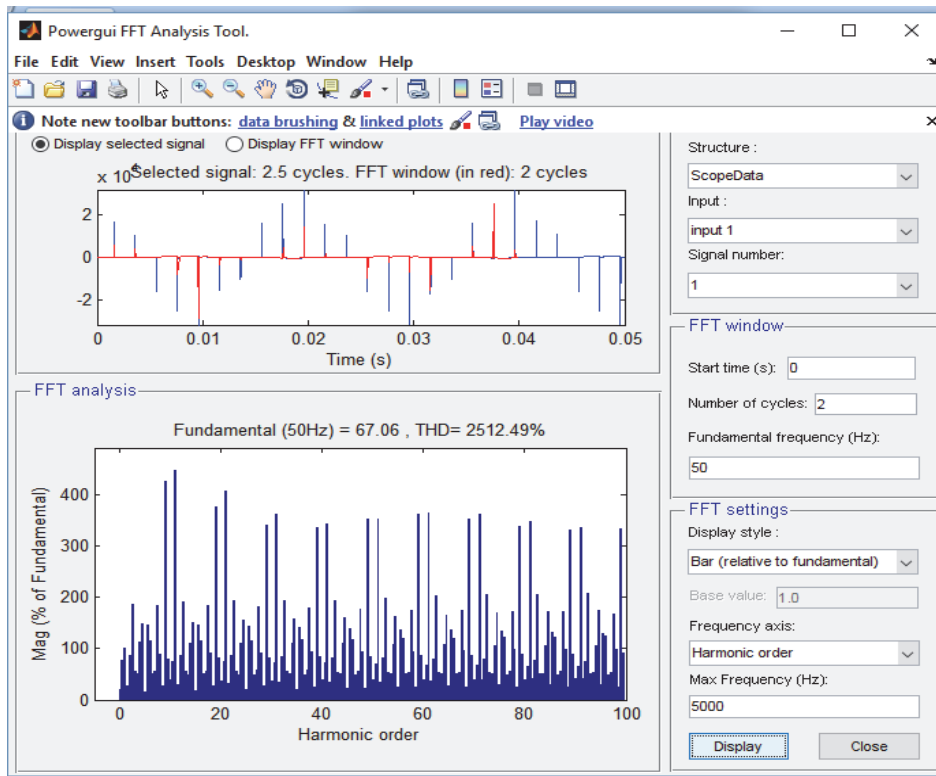 Powergui FFT Analysis Tool.
File Edit View Insert Tools Desktop Window Help
Note new toolbar buttons: data brushing & linked plots Play video
Display selected signal Display FFT window
x 10⁴
Selected signal: 2.5 cycles. FFT window (in red): 2 cycles
2
0
-2
0 0.01 0.02 0.03 0.04 0.05
Time (s)
FFT analysis
Fundamental (50Hz) = 67.06 , THD= 2512.49%
Mag (% of Fundamental)
400
300
200
100
0
0 20 40 60 80 100
Harmonic order
Structure :
ScopeData
Input :
input 1
Signal number:
1
FFT window
Start time (s): 0
Number of cycles: 2
Fundamental frequency (Hz):
50
FFT settings
Display style :
Bar (relative to fundamental)
Base value: 1.0
Frequency axis:
Harmonic order
Max Frequency (Hz):
5000
Display Close